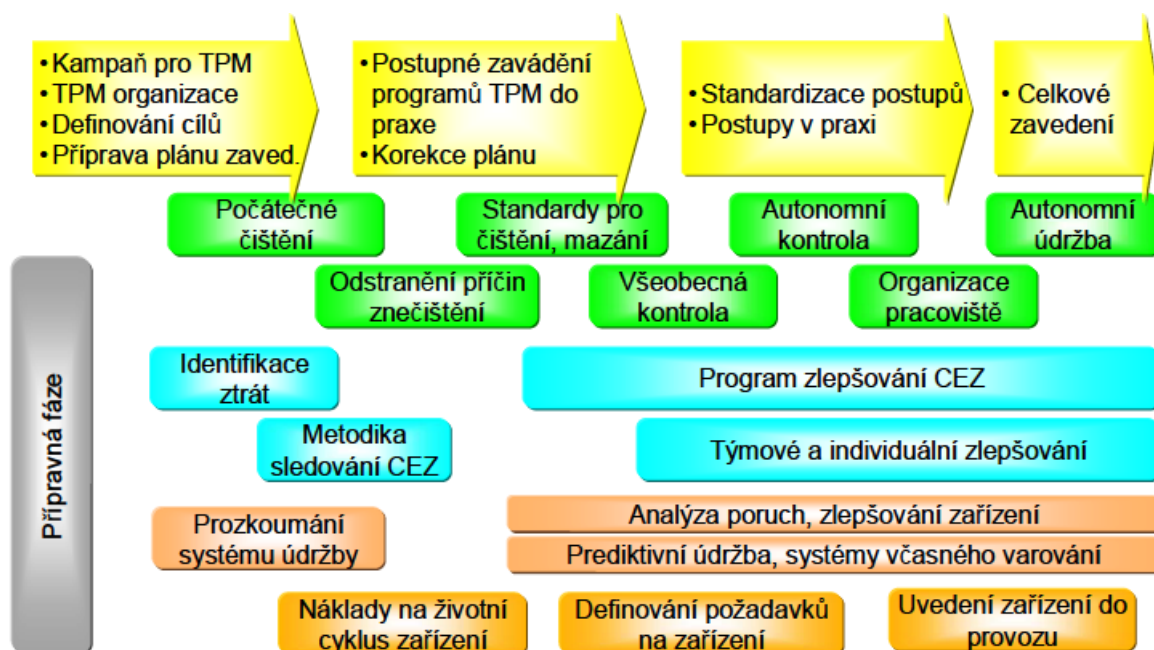 • Kampaň pro TPM
• TPM organizace
• Definování cílů
• Příprava plánu zaved.
• Postupné zavádění
programů TPM do
praxe
• Korekce plánu
• Standardizace postupů
• Postupy v praxi
• Celkové
zavedení
Počátečné
čištění
Standardy pro
čištění, mazání
Autonomní
kontrola
Autonomní
údržba
Odstranění příčin
znečištění
Všeobecná
kontrola
Organizace
pracoviště
Přípravná fáze
Identifikace
ztrát
Program zlepšování CEZ
Metodika
sledování CEZ
Týmové a individuální zlepšování
Prozkoumání
systému údržby
Analýza poruch, zlepšování zařízení
Prediktivní údržba, systémy včasného varování
Náklady na životní
cyklus zařízení
Definování požadavků
na zařízení
Uvedení zařízení do
provozu